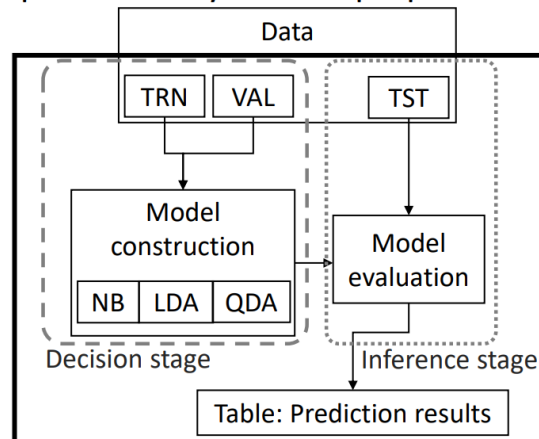 Data
TRN
VAL
TST
Model
construction
NB
LDA
QDA
Model
evaluation
Decision stage
Inference stage
Table: Prediction results